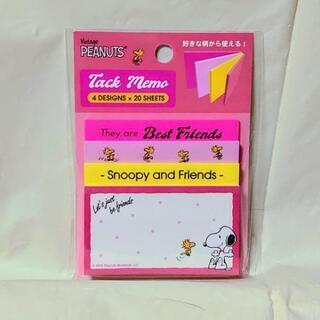 Vintage
PEANUTS
好きな柄から使える!
Tack Memo
4 DESIGNS × 20 SHEETS
They are Best Friends
- Snoopy and Friends -
Let's just
be friends